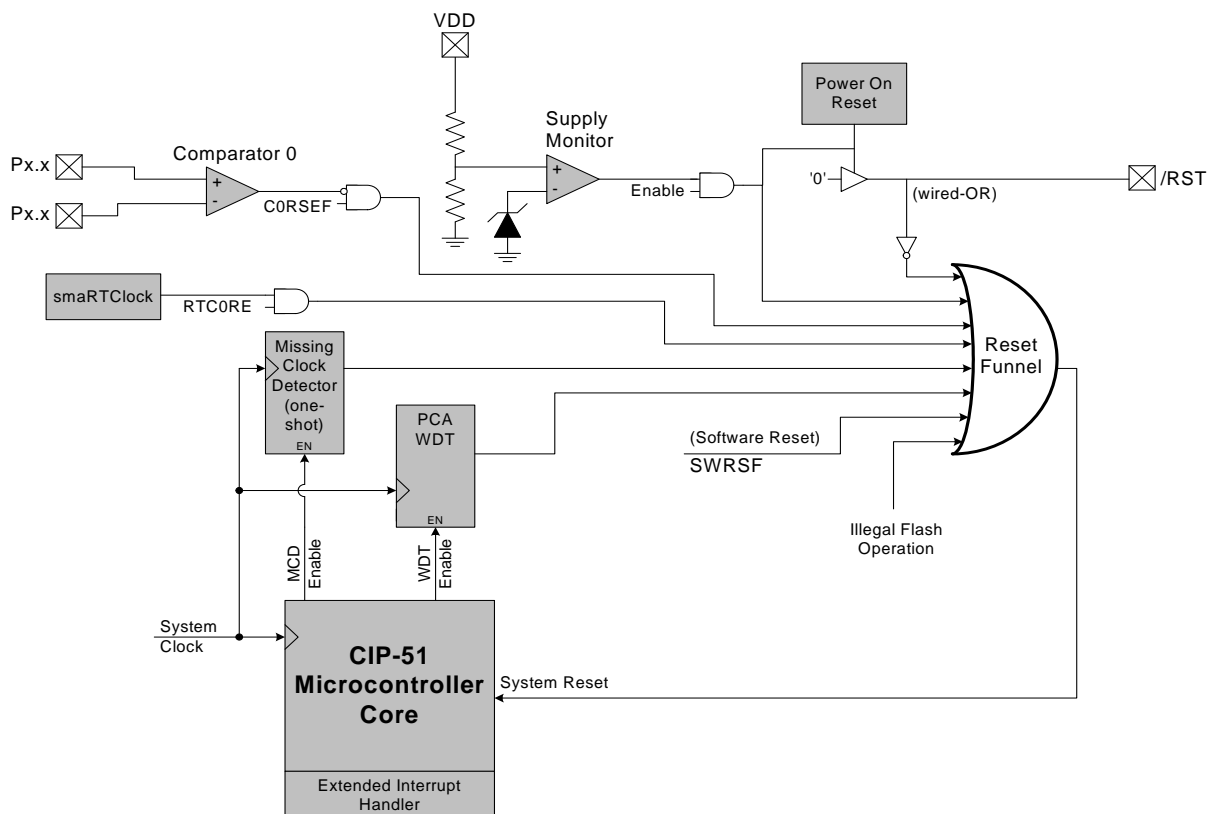 VDD
Power On
Reset
Supply
Monitor
Comparator 0
Px.x
+
-
Px.x
C0RSEF
+
-
Enable
'0'
/RST
(wired-OR)
smaRTClock
RTC0RE
Missing
Clock
Detector
(one-
shot)
EN
PCA
WDT
EN
Reset
Funnel
(Software Reset)
SWRSF
Illegal Flash
Operation
MCD
Enable
WDT
Enable
System
Clock
CIP-51
Microcontroller
Core
System Reset
Extended Interrupt
Handler